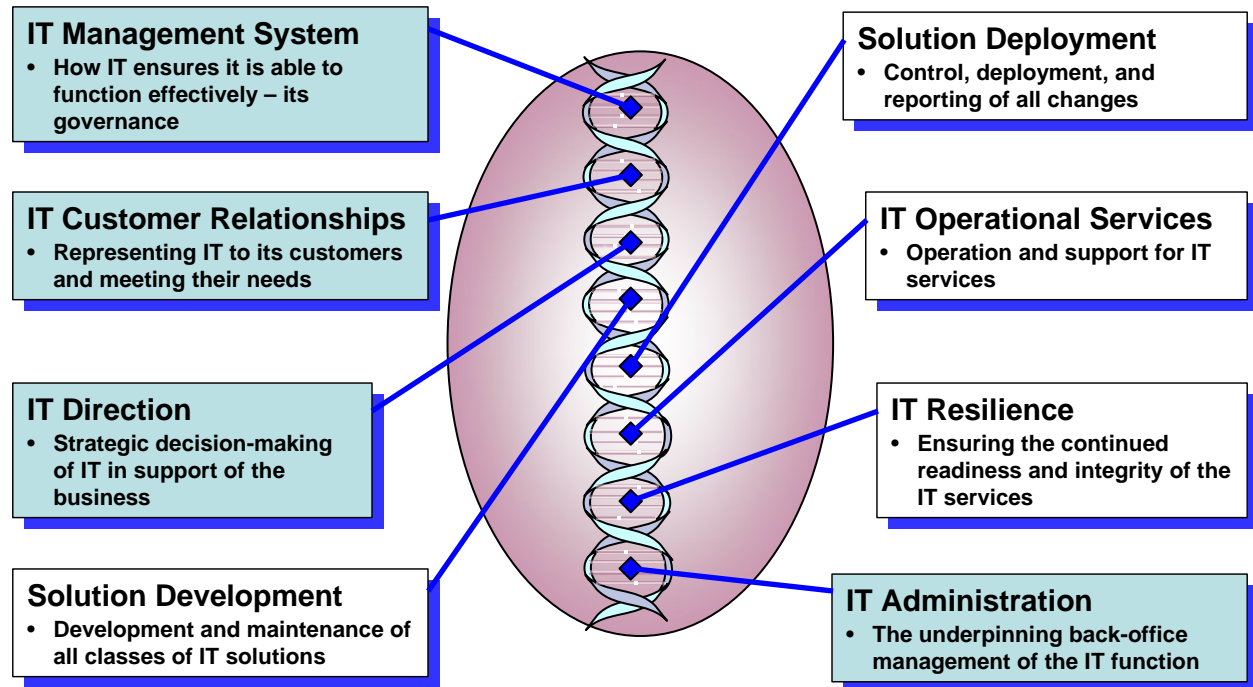 IT Management System
• How IT ensures it is able to
function effectively – its
governance
IT Customer Relationships
• Representing IT to its customers
and meeting their needs
IT Direction
• Strategic decision-making
of IT in support of the
business
Solution Development
• Development and maintenance of
all classes of IT solutions
Solution Deployment
• Control, deployment, and
reporting of all changes
IT Operational Services
• Operation and support for IT
services
IT Resilience
• Ensuring the continued
readiness and integrity of the
IT services
IT Administration
• The underpinning back-office
management of the IT function